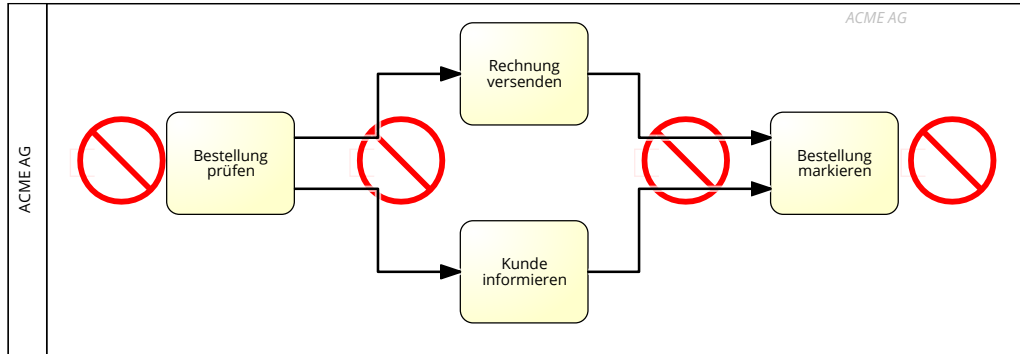 ACME AG
ACME AG
Rechnung
versenden
Bestellung
prüfen
Bestellung
markieren
Kunde
informieren